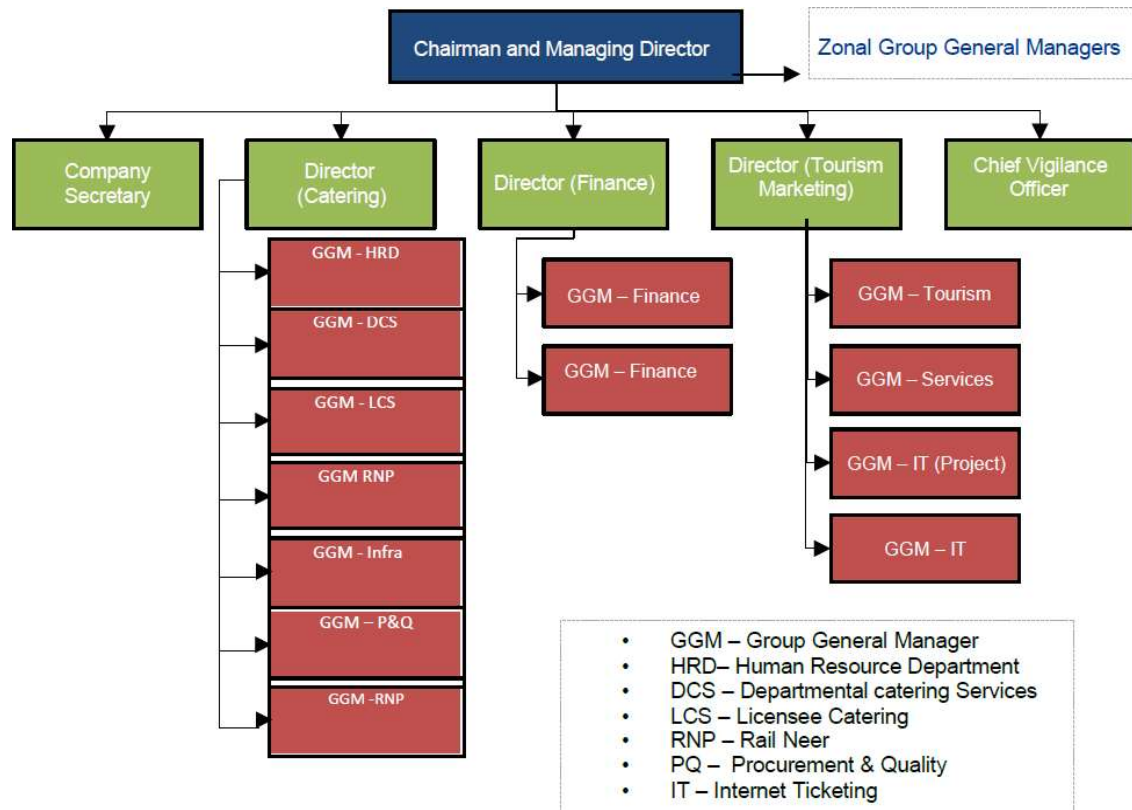 Chairman and Managing Director
Zonal Group General Managers
Company
Secretary
Director
(Catering)
Director (Finance)
Director (Tourism
Marketing)
Chief Vigilance
Officer
GGM - HRD
GGM - DCS
GGM - LCS
GGM RNP
GGM - Infra
GGM – P&Q
GGM -RNP
GGM – Finance
GGM – Finance
GGM – Tourism
GGM – Services
GGM – IT (Project)
GGM – IT
• GGM – Group General Manager
• HRD– Human Resource Department
• DCS – Departmental catering Services
• LCS – Licensee Catering
• RNP – Rail Neer
• PQ – Procurement & Quality
• IT – Internet Ticketing